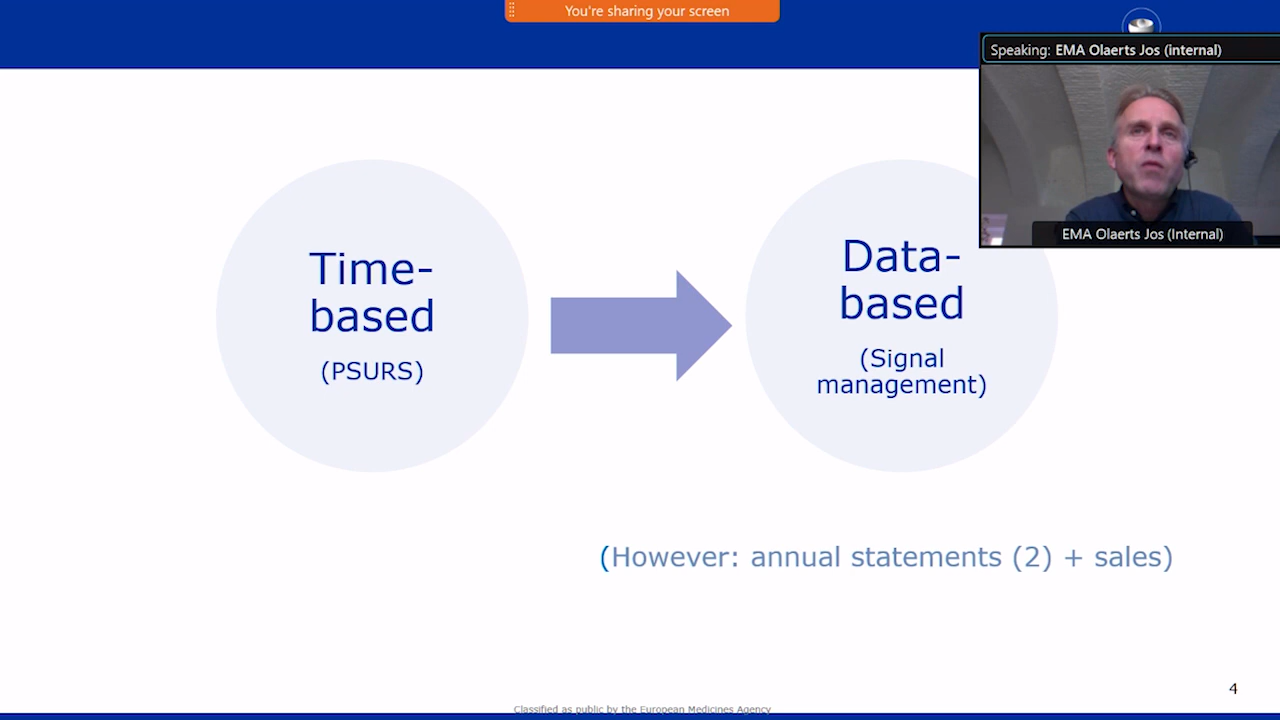 You're sharing your screen
Speaking: EMA Olaerts Jos (internal)
EMA Olaerts Jos (Internal)
Time-
based
(PSURS)
Data-
based
(Signal
management)
(However: annual statements (2) + sales)
4
Classified as public by the European Medicines Agency